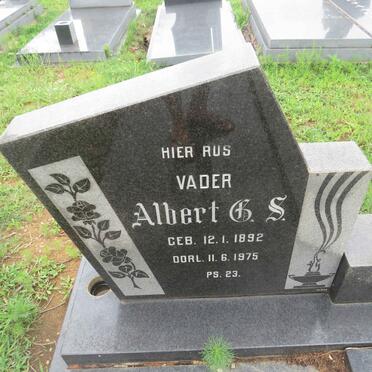 HIER RUS
VADER
Albert G. S.
GEB. 12.1. 1892
OORL. 11.6. 1975
PS. 23.